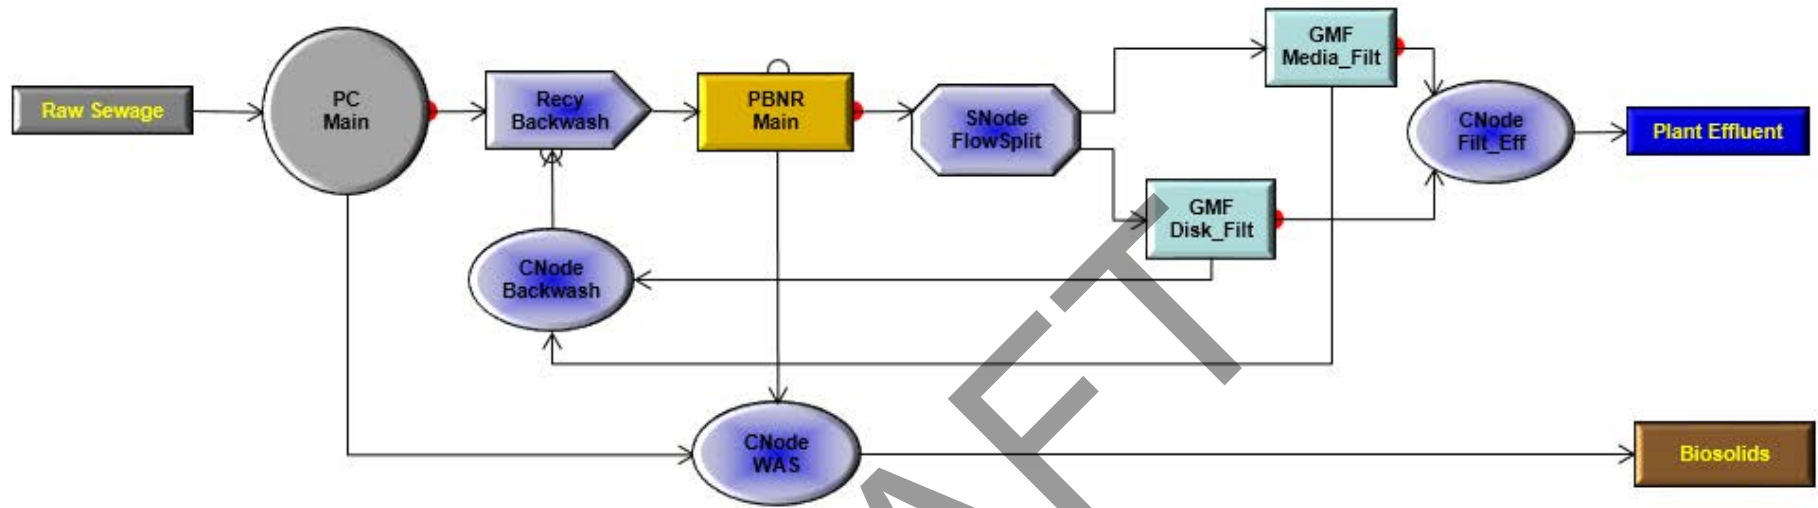 Raw Sewage
PC
Main
Recy
Backwash
PBNR
Main
SNode
FlowSplit
GMF
Media_Filt
GMF
Disk_Filt
CNode
Filt_Eff
Plant Effluent
CNode
Backwash
CNode
WAS
Biosolids
AFT